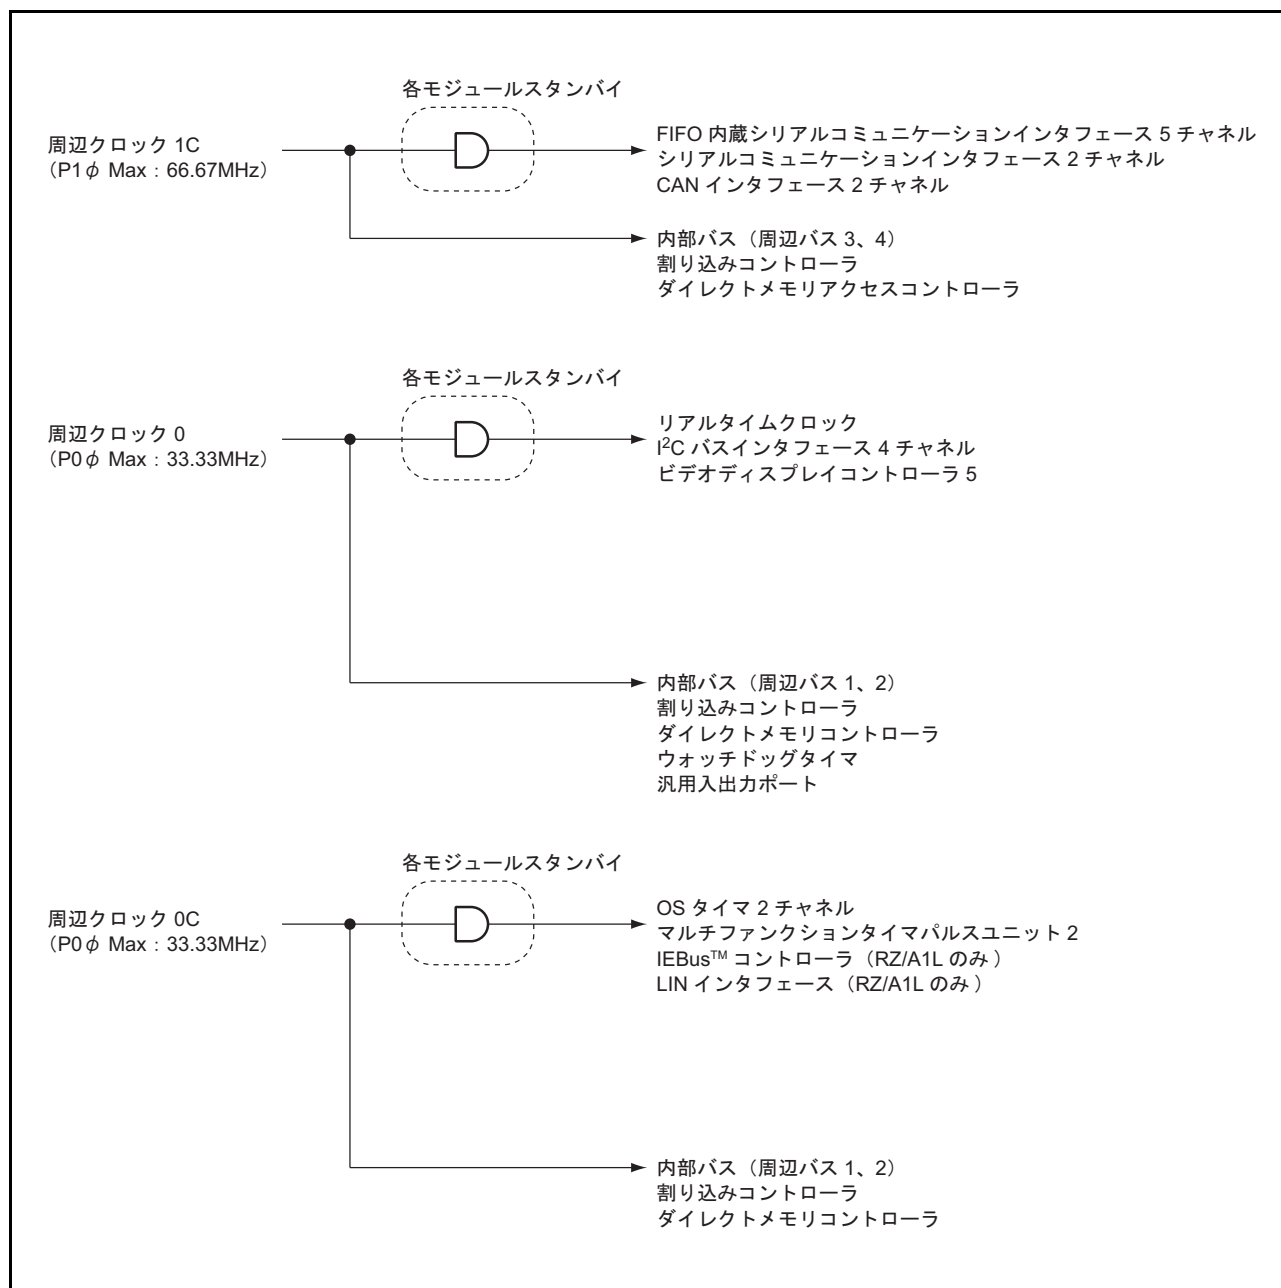 各モジュールスタンバイ
周辺クロック 1C
（P1φ Max : 66.67MHz）
FIFO 内蔵シリアルコミュニケーションインタフェース 5 チャネル
シリアルコミュニケーションインタフェース 2 チャネル
CAN インタフェース 2 チャネル
内部バス（周辺バス 3、4）
割り込みコントローラ
ダイレクトメモリアクセスコントローラ
各モジュールスタンバイ
周辺クロック 0
（P0φ Max : 33.33MHz）
リアルタイムクロック
I²C バスインタフェース 4 チャネル
ビデオディスプレイコントローラ 5
内部バス（周辺バス 1、2）
割り込みコントローラ
ダイレクトメモリコントローラ
ウォッチドッグタイマ
汎用入出力ポート
各モジュールスタンバイ
周辺クロック 0C
（P0φ Max : 33.33MHz）
OS タイマ 2 チャネル
マルチファンクションタイマパルスユニット 2
IEBus™ コントローラ（RZ/A1L のみ ）
LIN インタフェース（RZ/A1L のみ ）
内部バス（周辺バス 1、2）
割り込みコントローラ
ダイレクトメモリコントローラ